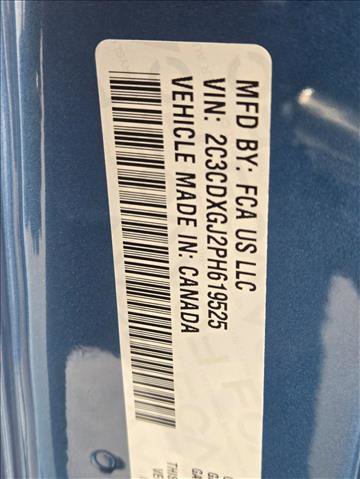 MFD BY: FCA US LLC
VIN: 2C3CDXGJ2PH619525
VEHICLE MADE IN: CANADA